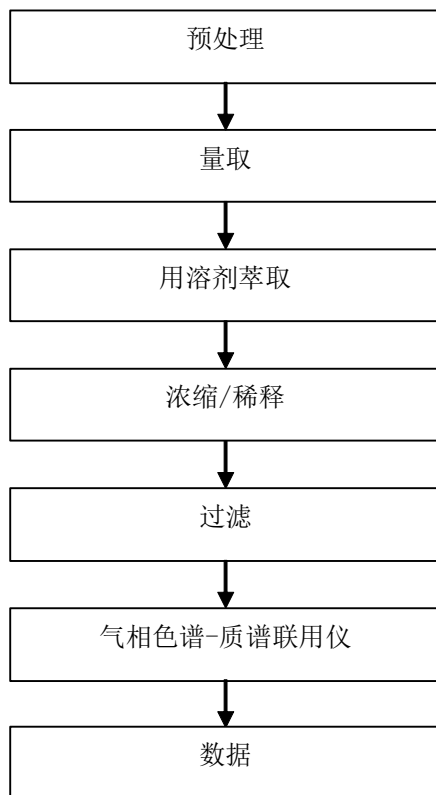 预处理
量取
用溶剂萃取
浓缩/稀释
过滤
气相色谱-质谱联用仪
数据